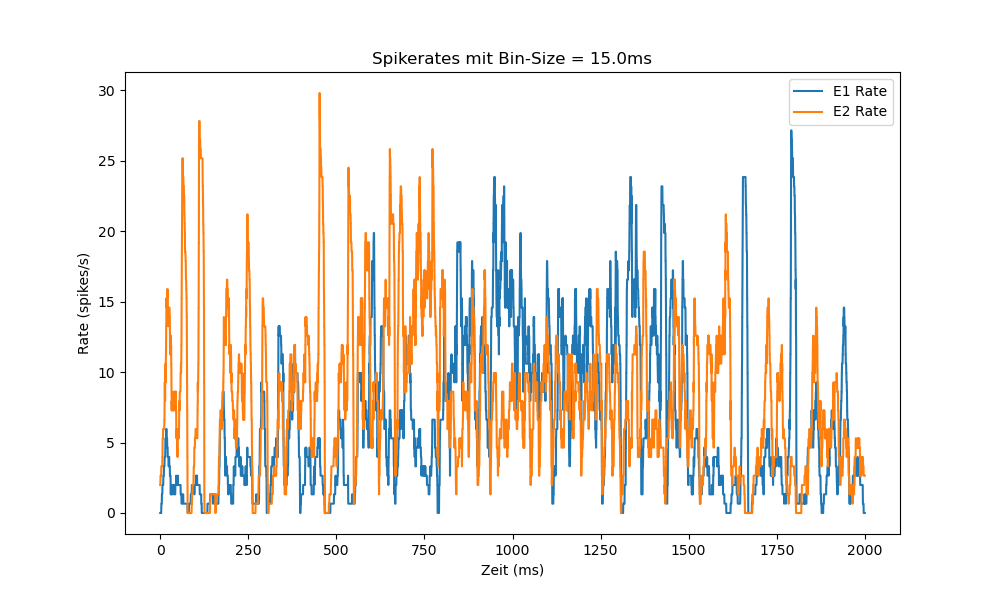 Spikerates mit Bin-Size = 15.0ms
E1 Rate
E2 Rate
30
25
20
15
10
5
0
Rate (spikes/s)
0 250 500 750 1000 1250 1500 1750 2000
Zeit (ms)